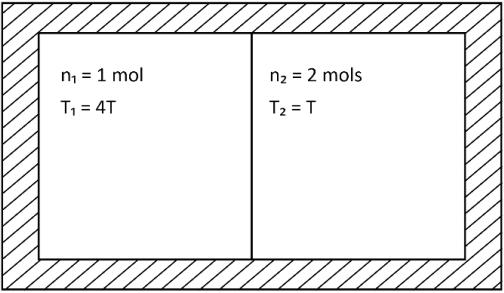 n₁ = 1 mol
T₁ = 4T
n₂ = 2 mols
T₂ = T